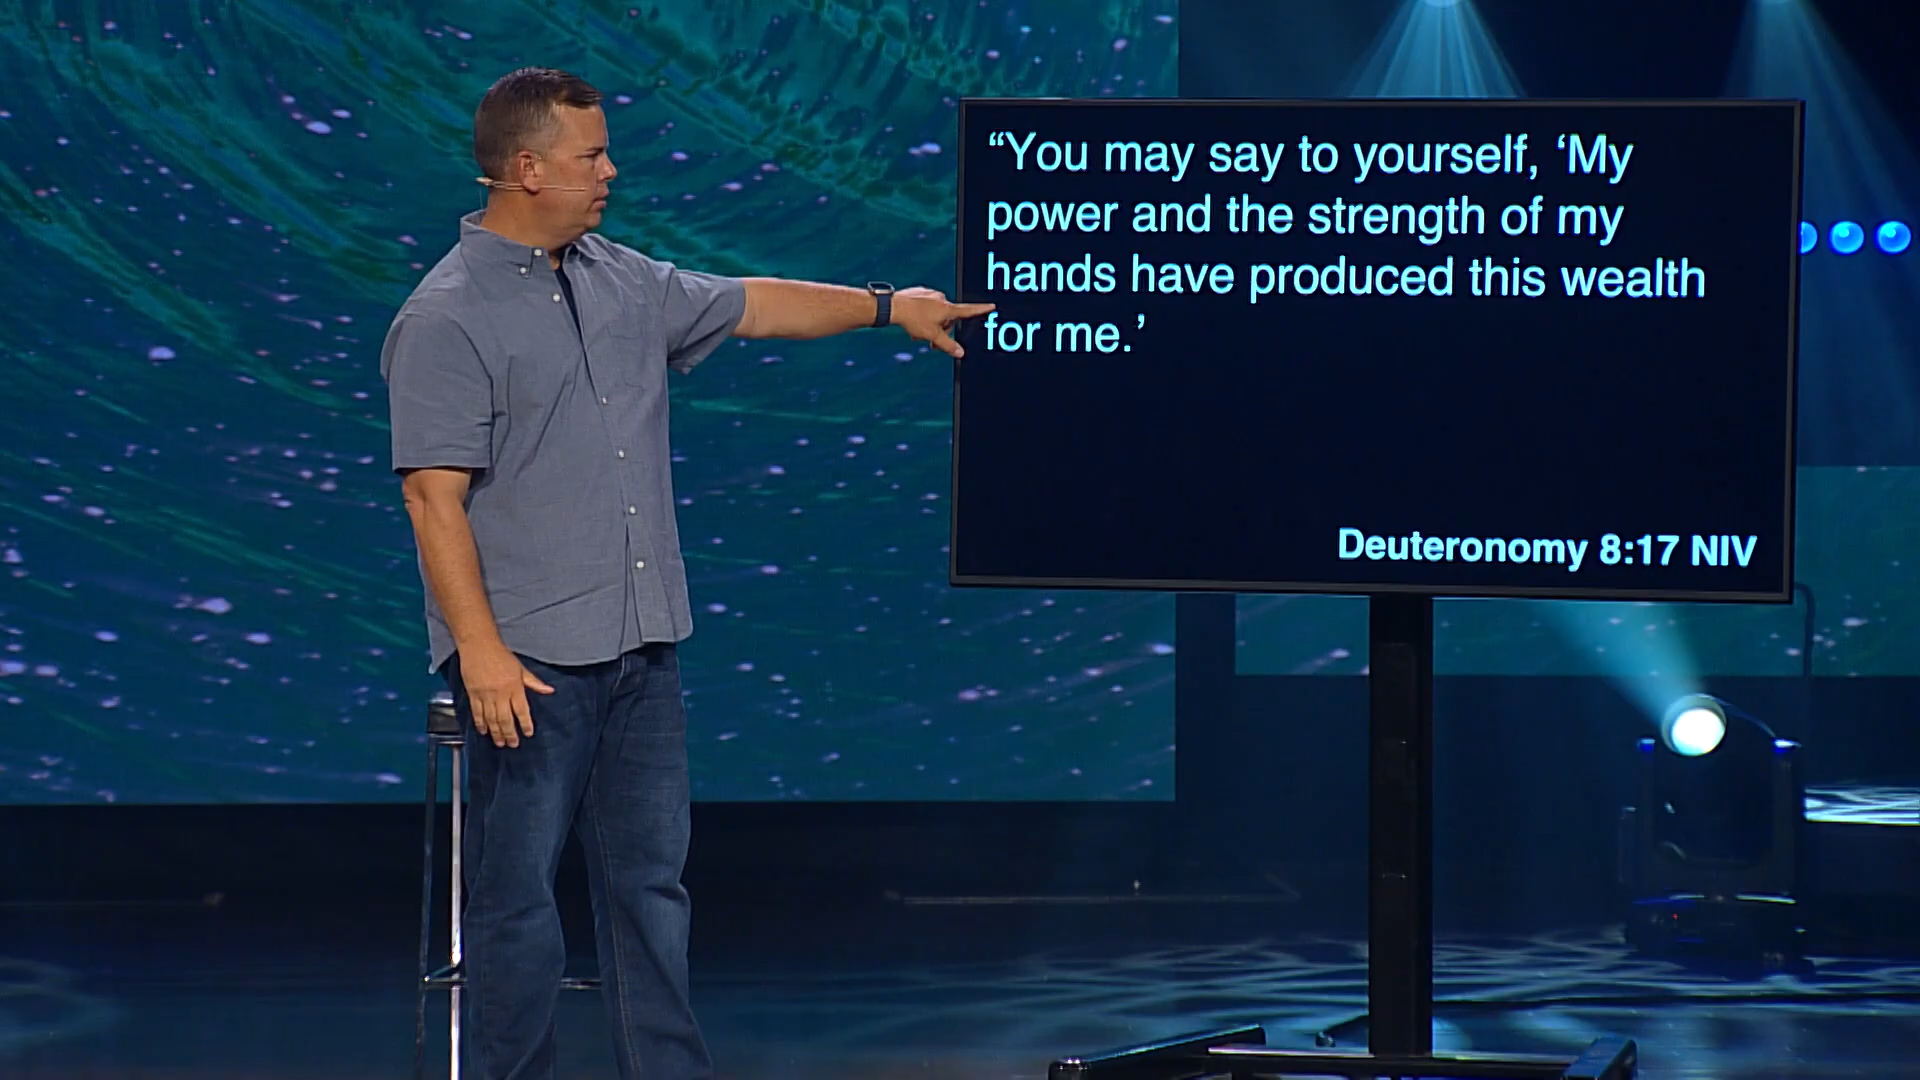 “You may say to yourself, ‘My
power and the strength of my
hands have produced this wealth
for me.’
Deuteronomy 8:17 NIV